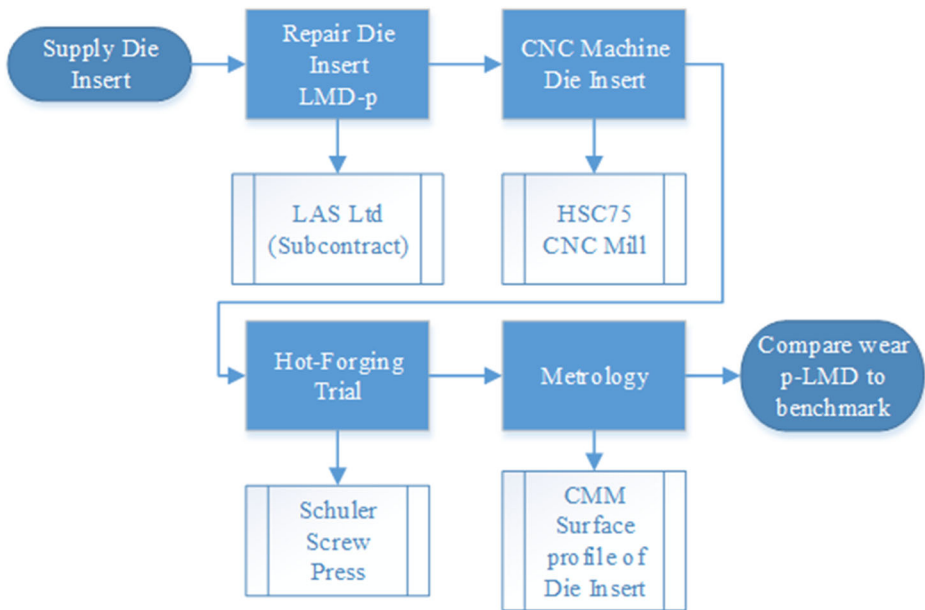 Supply Die
Insert
Repair Die
Insert
LMD-p
CNC Machine
Die Insert
LAS Ltd
(Subcontract)
HSC75
CNC Mill
Hot-Forging
Trial
Metrology
Compare wear
p-LMD to
benchmark
Schuler
Screw
Press
CMM
Surface
profile of
Die Insert